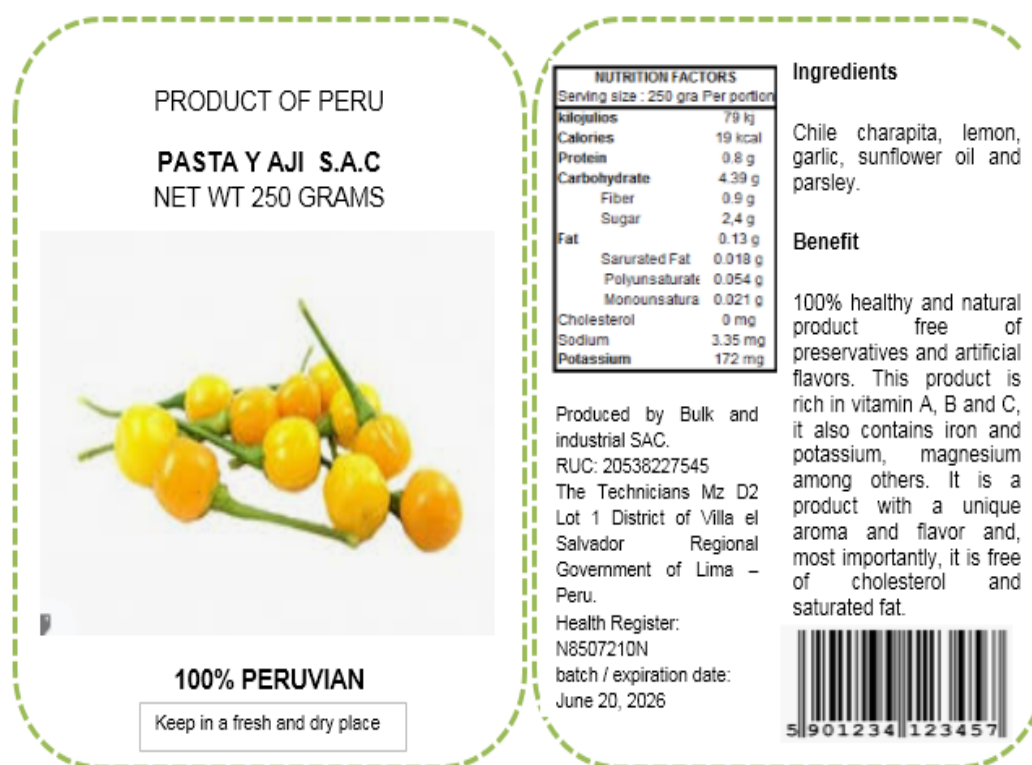 PRODUCT OF PERU
PASTA Y AJI S.A.C
NET WT 250 GRAMS
100% PERUVIAN
Keep in a fresh and dry place
NUTRITION FACTORS
Serving size : 250 gra Per portion
kilojulios 79 kj
Calories 19 kcal
Protein 0.8 g
Carbohydrate 4.39 g
Fiber 0.9 g
Sugar 2,4 g
Fat 0.13 g
Sarurated Fat 0.018 g
Polyunsaturate 0.054 g
Monounsatura 0.021 g
Cholesterol 0 mg
Sodium 3.35 mg
Potassium 172 mg
Produced by Bulk and
industrial SAC.
RUC: 20538227545
The Technicians Mz D2
Lot 1 District of Villa el
Salvador Regional
Government of Lima –
Peru.
Health Register:
N8507210N
batch / expiration date:
June 20, 2026
Ingredients
Chile charapita, lemon,
garlic, sunflower oil and
parsley.
Benefit
100% healthy and natural
product free of
preservatives and artificial
flavors. This product is
rich in vitamin A, B and C,
it also contains iron and
potassium, magnesium
among others. It is a
product with a unique
aroma and flavor and,
most importantly, it is free
of cholesterol and
saturated fat.
5 901234 123457